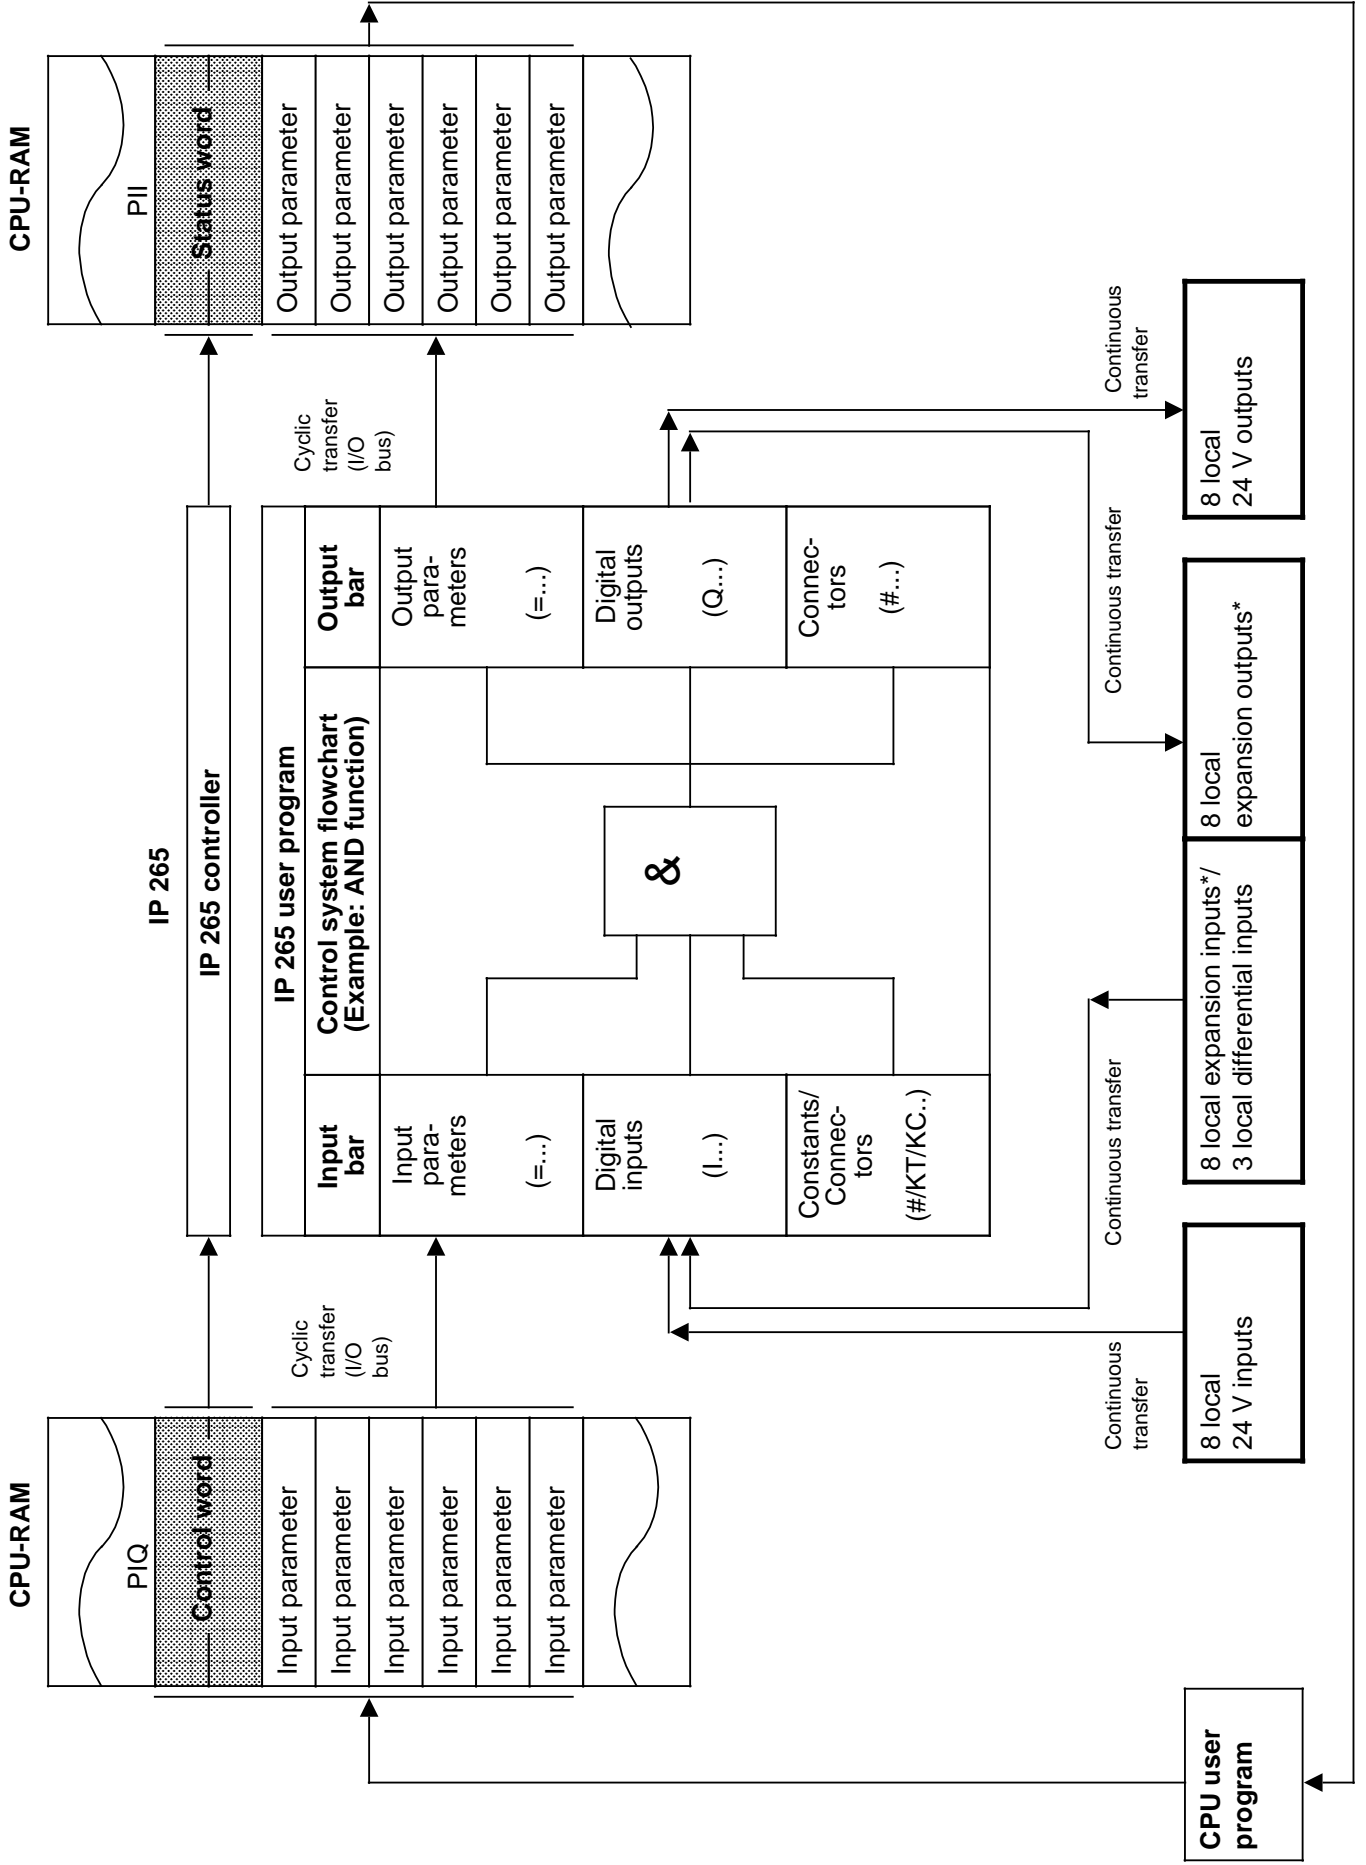 CPU-RAM
IP 265
CPU-RAM
PIQ
Control word
Input parameter
Input parameter
Input parameter
Input parameter
Input parameter
Input parameter
Cyclic
transfer
(I/O
bus)
IP 265 controller
IP 265 user program
Input
bar
Control system flowchart
(Example: AND function)
Output
bar
Input
para-
meters
(=...)
Digital
inputs
(I...)
Constants/
Connec-
tors
(#/KT/KC..)
&
Output
para-
meters
(=...)
Digital
outputs
(Q...)
Connec-
tors
(#...)
Cyclic
transfer
(I/O
bus)
PII
Status word
Output parameter
Output parameter
Output parameter
Output parameter
Output parameter
Output parameter
Continuous
transfer
Continuous transfer
Continuous transfer
Continuous
transfer
CPU user
program
8 local
24 V inputs
8 local expansion inputs*/
3 local differential inputs
8 local
expansion outputs*
8 local
24 V outputs